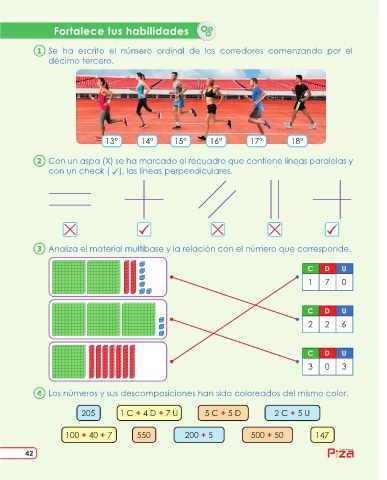 Fortalece tus habilidades
1 Se ha escrito el número ordinal de los corredores comenzando por el
décimo tercero.
13° 14° 15° 16° 17° 18°
2 Con un aspa (X) se ha marcado el recuadro que contiene líneas paralelas y
con un check ( ✓), las líneas perpendiculares.
3 Analiza el material multibase y la relación con el número que corresponde.
C D U
1 7 0
C D U
2 2 6
C D U
3 0 3
4 Los números y sus descomposiciones han sido coloreados del mismo color.
205 1 C + 4 D + 7 U 5 C + 5 D 2 C + 5 U
100 + 40 + 7 550 200 + 5 500 + 50 147
42